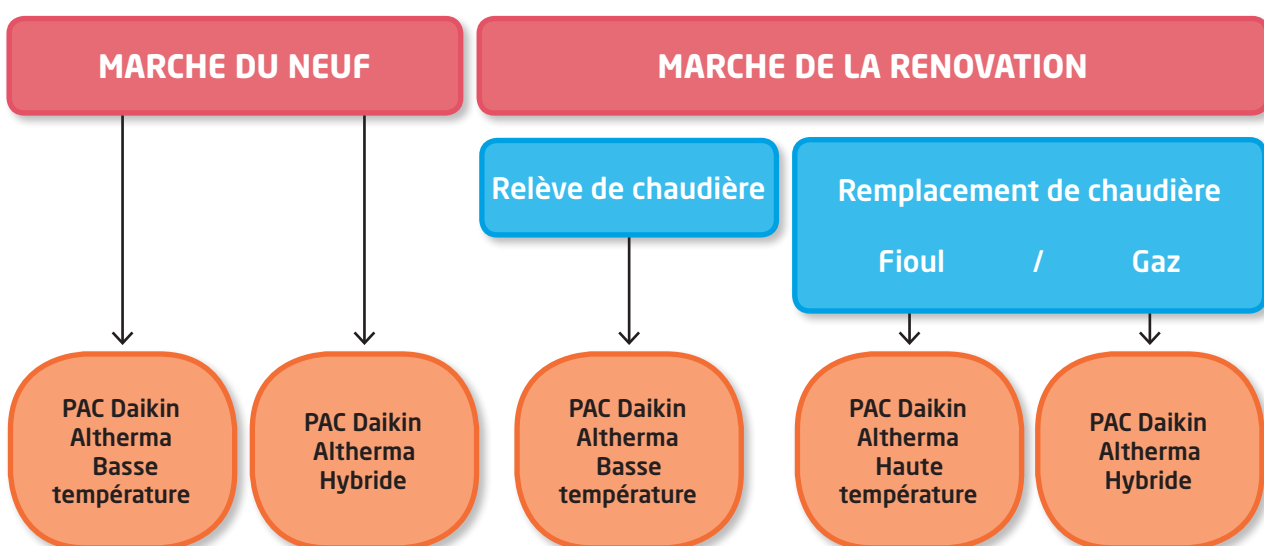 MARCHE DU NEUF
MARCHE DE LA RENOVATION
Relève de chaudière
Remplacement de chaudière
Fioul / Gaz
PAC Daikin
Altherma
Basse
température
PAC Daikin
Altherma
Hybride
PAC Daikin
Altherma
Basse
température
PAC Daikin
Altherma
Haute
température
PAC Daikin
Altherma
Hybride